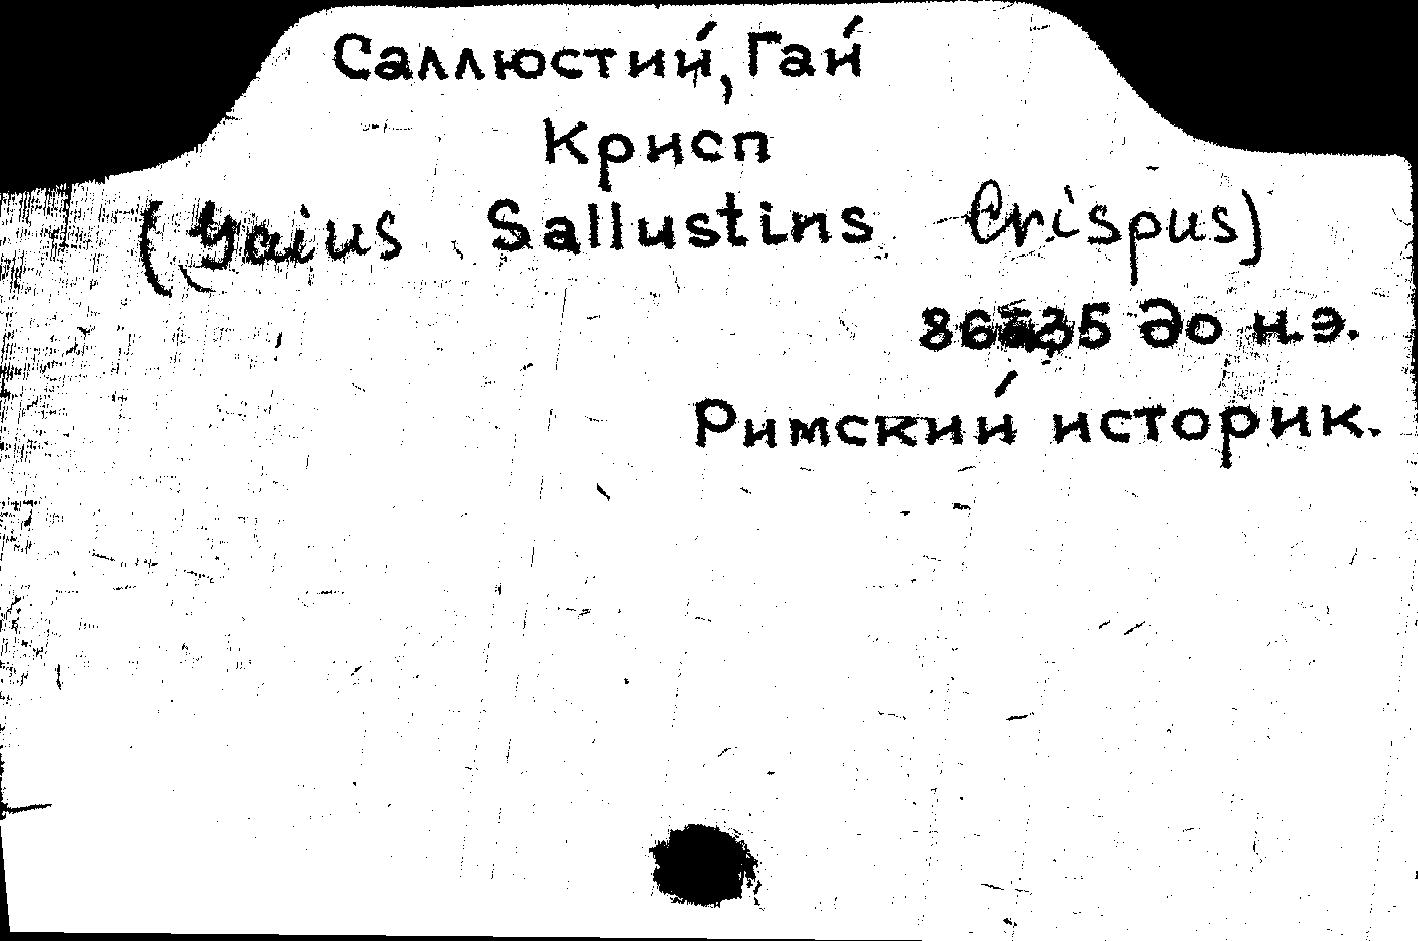 Саллюстий, Гай
Крисп
(Gaius Sallustins Crispus)
86-35 до н.э.
Римский историк.